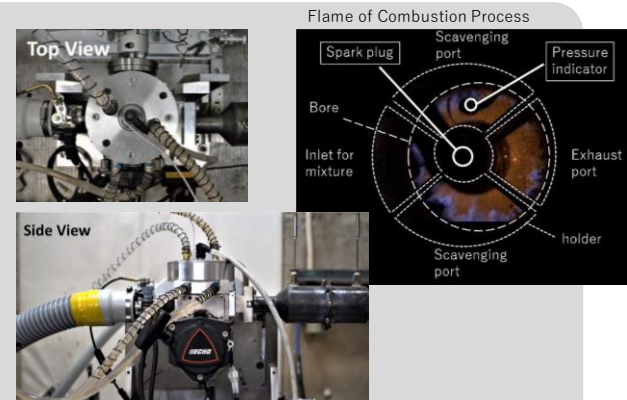 Flame of Combustion Process
Top View
Scavenging
port
Spark plug
Pressure
indicator
Bore
Inlet for
mixture
Exhaust
port
holder
Scavenging
port
Side View
ECHO